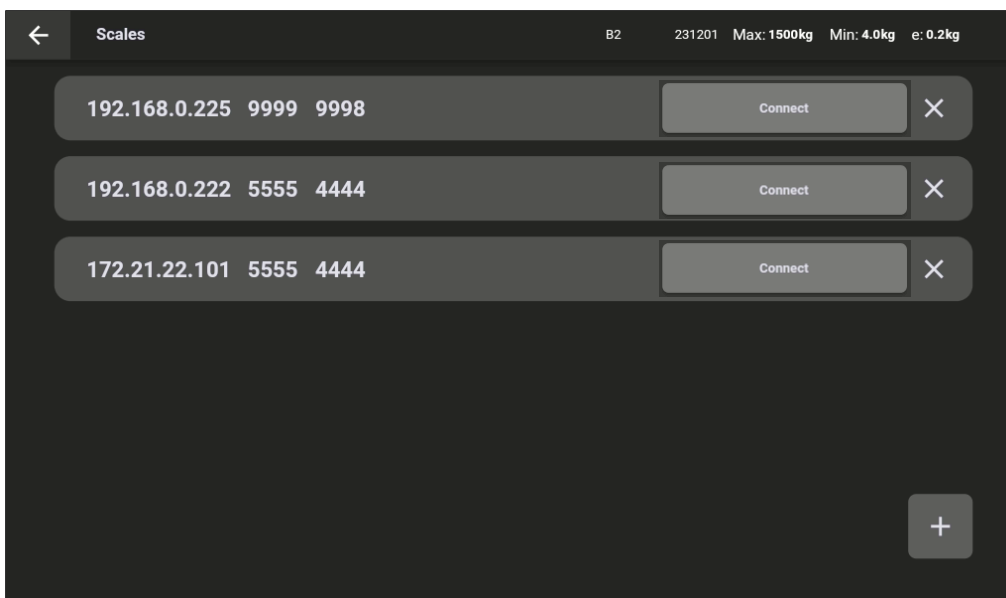 Scales B2 231201 Max: 1500kg Min: 4.0kg e: 0.2kg
192.168.0.225 9999 9998 Connect
192.168.0.222 5555 4444 Connect
172.21.22.101 5555 4444 Connect